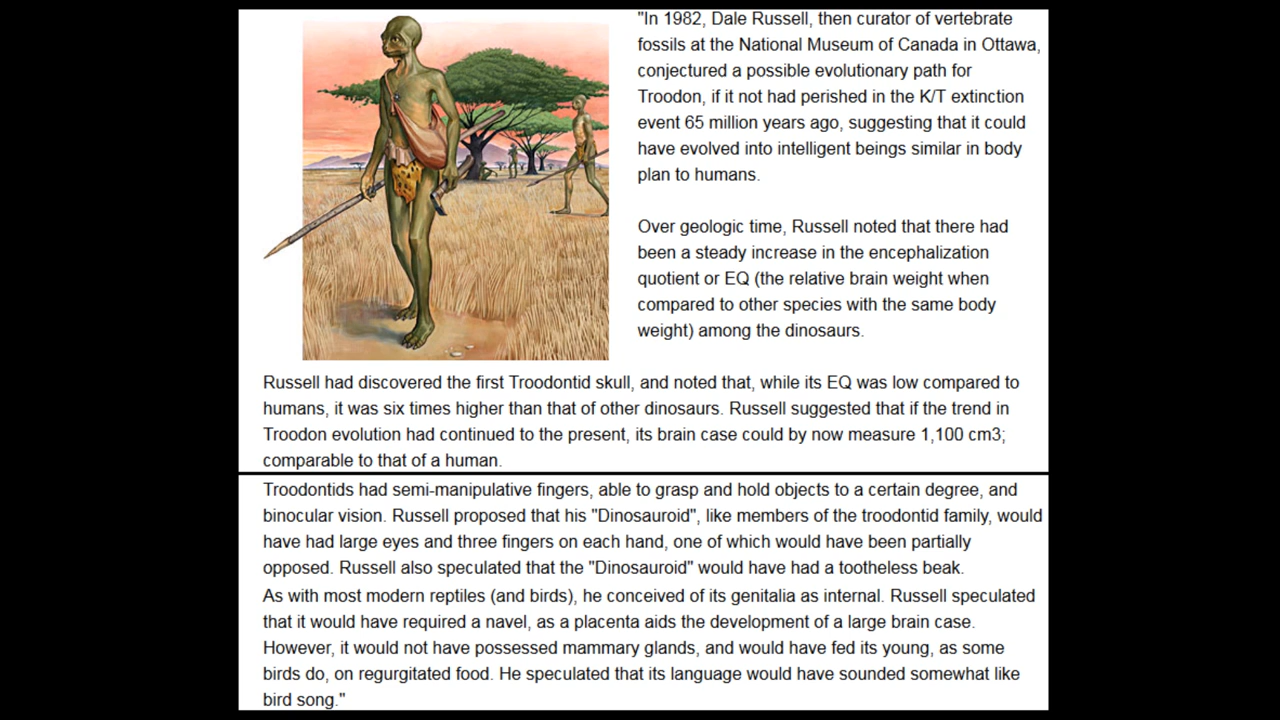 "In 1982, Dale Russell, then curator of vertebrate
fossils at the National Museum of Canada in Ottawa,
conjectured a possible evolutionary path for
Troodon, if it not had perished in the K/T extinction
event 65 million years ago, suggesting that it could
have evolved into intelligent beings similar in body
plan to humans.
Over geologic time, Russell noted that there had
been a steady increase in the encephalization
quotient or EQ (the relative brain weight when
compared to other species with the same body
weight) among the dinosaurs.
Russell had discovered the first Troodontid skull, and noted that, while its EQ was low compared to
humans, it was six times higher than that of other dinosaurs. Russell suggested that if the trend in
Troodon evolution had continued to the present, its brain case could by now measure 1,100 cm3;
comparable to that of a human.
Troodontids had semi-manipulative fingers, able to grasp and hold objects to a certain degree, and
binocular vision. Russell proposed that his "Dinosauroid", like members of the troodontid family, would
have had large eyes and three fingers on each hand, one of which would have been partially
opposed. Russell also speculated that the "Dinosauroid" would have had a tootheless beak.
As with most modern reptiles (and birds), he conceived of its genitalia as internal. Russell speculated
that it would have required a navel, as a placenta aids the development of a large brain case.
However, it would not have possessed mammary glands, and would have fed its young, as some
birds do, on regurgitated food. He speculated that its language would have sounded somewhat like
bird song."